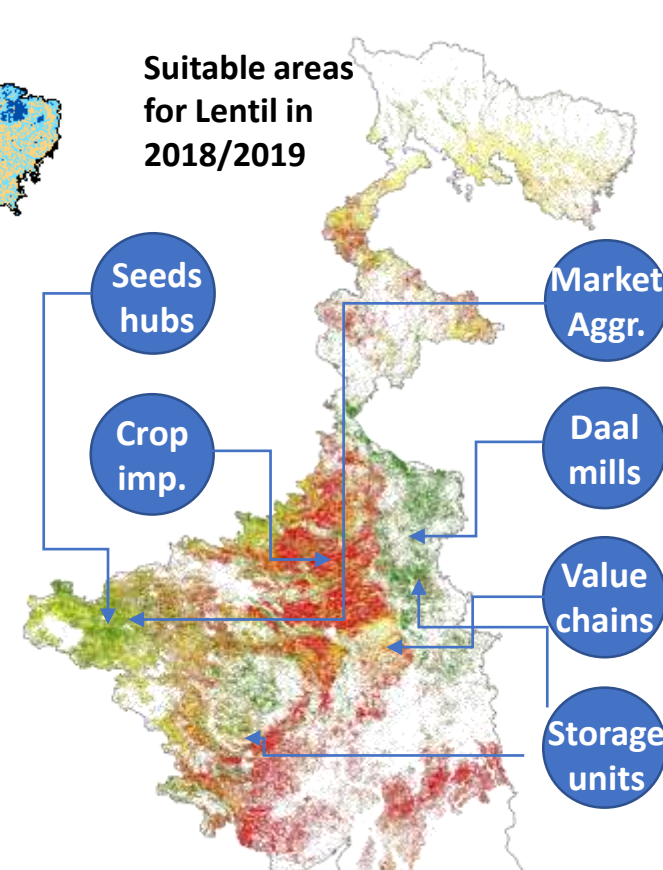 Suitable areas
for Lentil in
2018/2019
Seeds
hubs
Market
Aggr.
Crop
imp.
Daal
mills
Value
chains
Storage
units